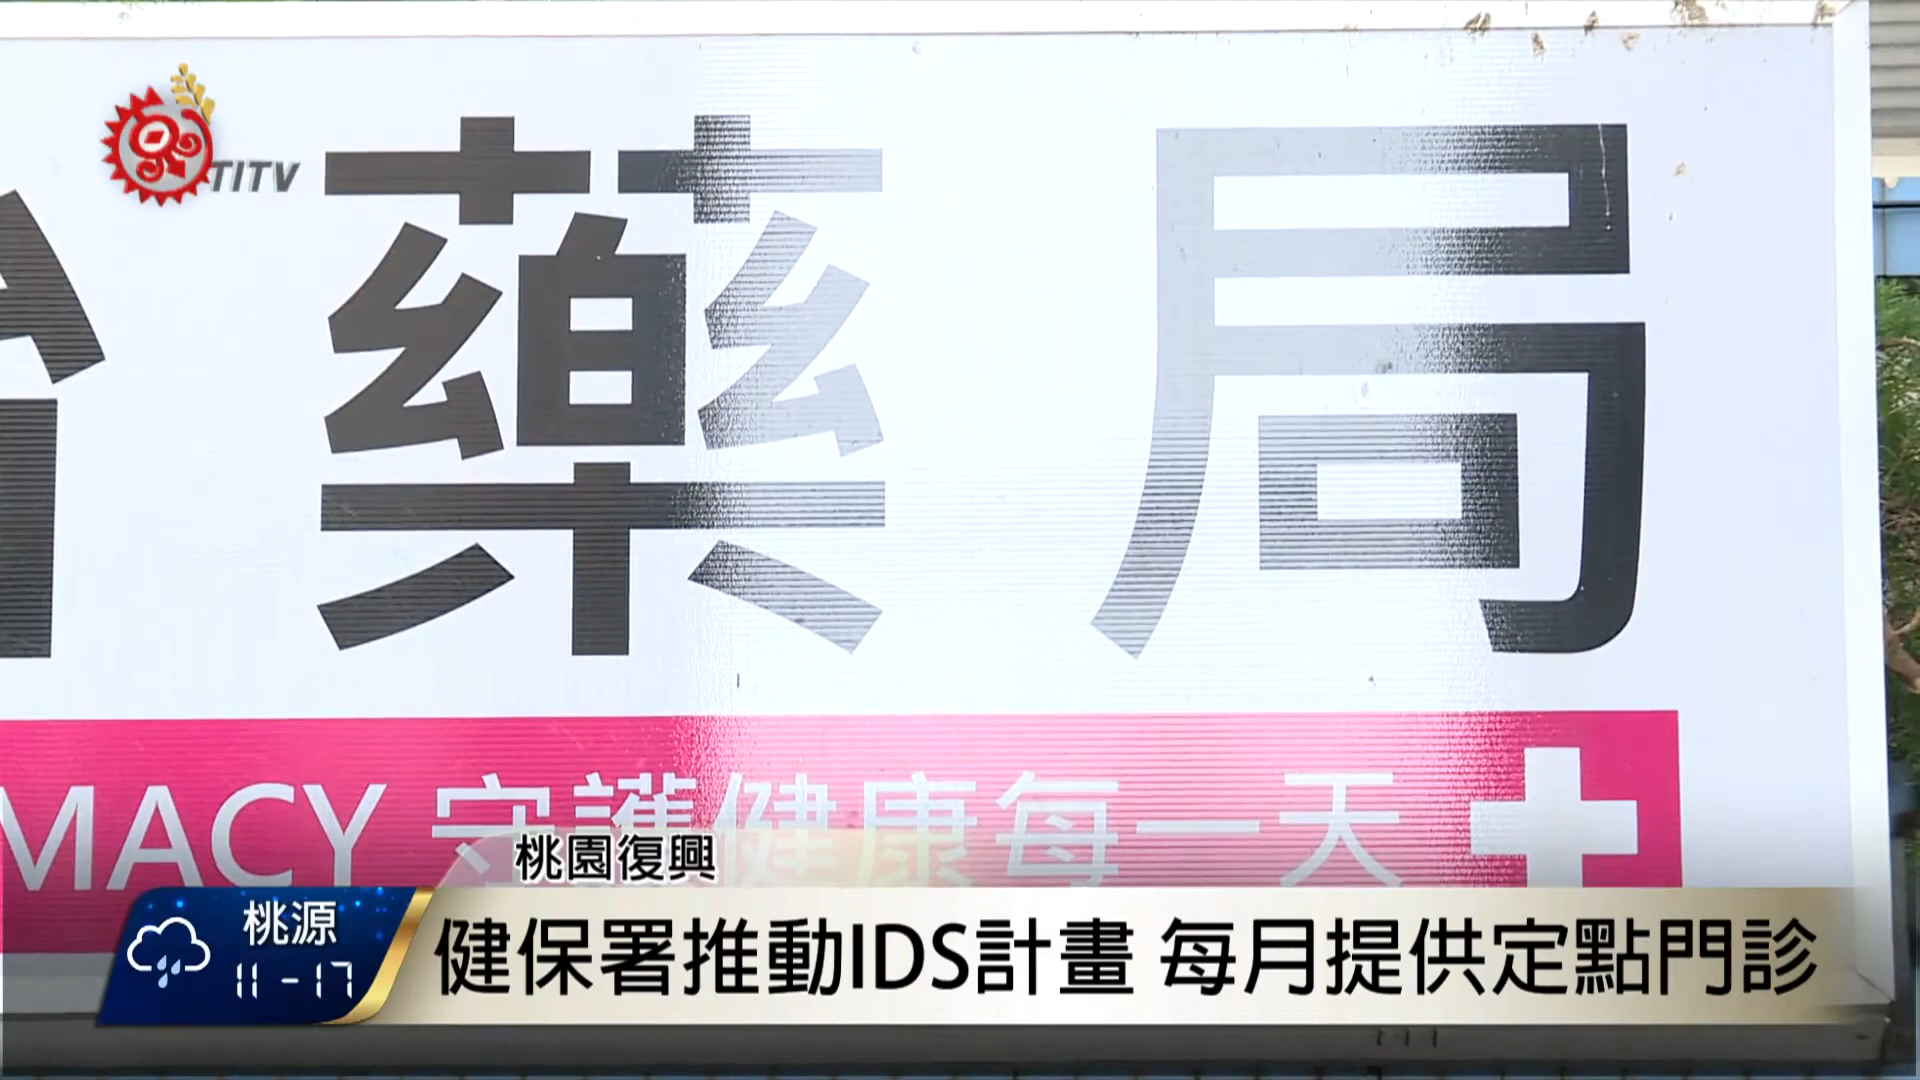 TITV
藥局
MACY 守護健康每一天
桃園復興
桃源
11-17
健保署推動IDS計畫 每月提供定點門診